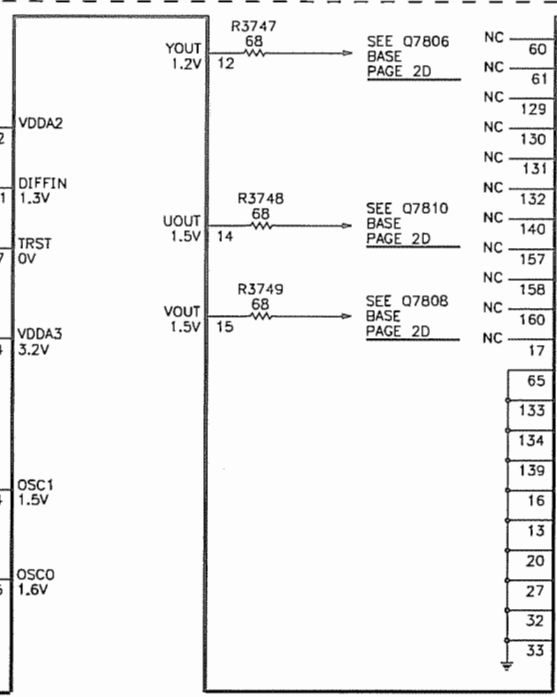 VDDA2
2
DIFFIN
1
1.3V
TRST
7
0V
VDDA3
4
3.2V
OSC1
1.5V
OSCO
1.6V
YOUT
1.2V
12
R3747
68
SEE Q7806
BASE
PAGE 2D
UOUT
1.5V
14
R3748
68
SEE Q7810
BASE
PAGE 2D
VOUT
1.5V
15
R3749
68
SEE Q7808
BASE
PAGE 2D
NC
60
NC
61
NC
129
NC
130
NC
131
NC
132
NC
140
NC
157
NC
158
NC
160
NC
17
65
133
134
139
16
13
20
27
32
33